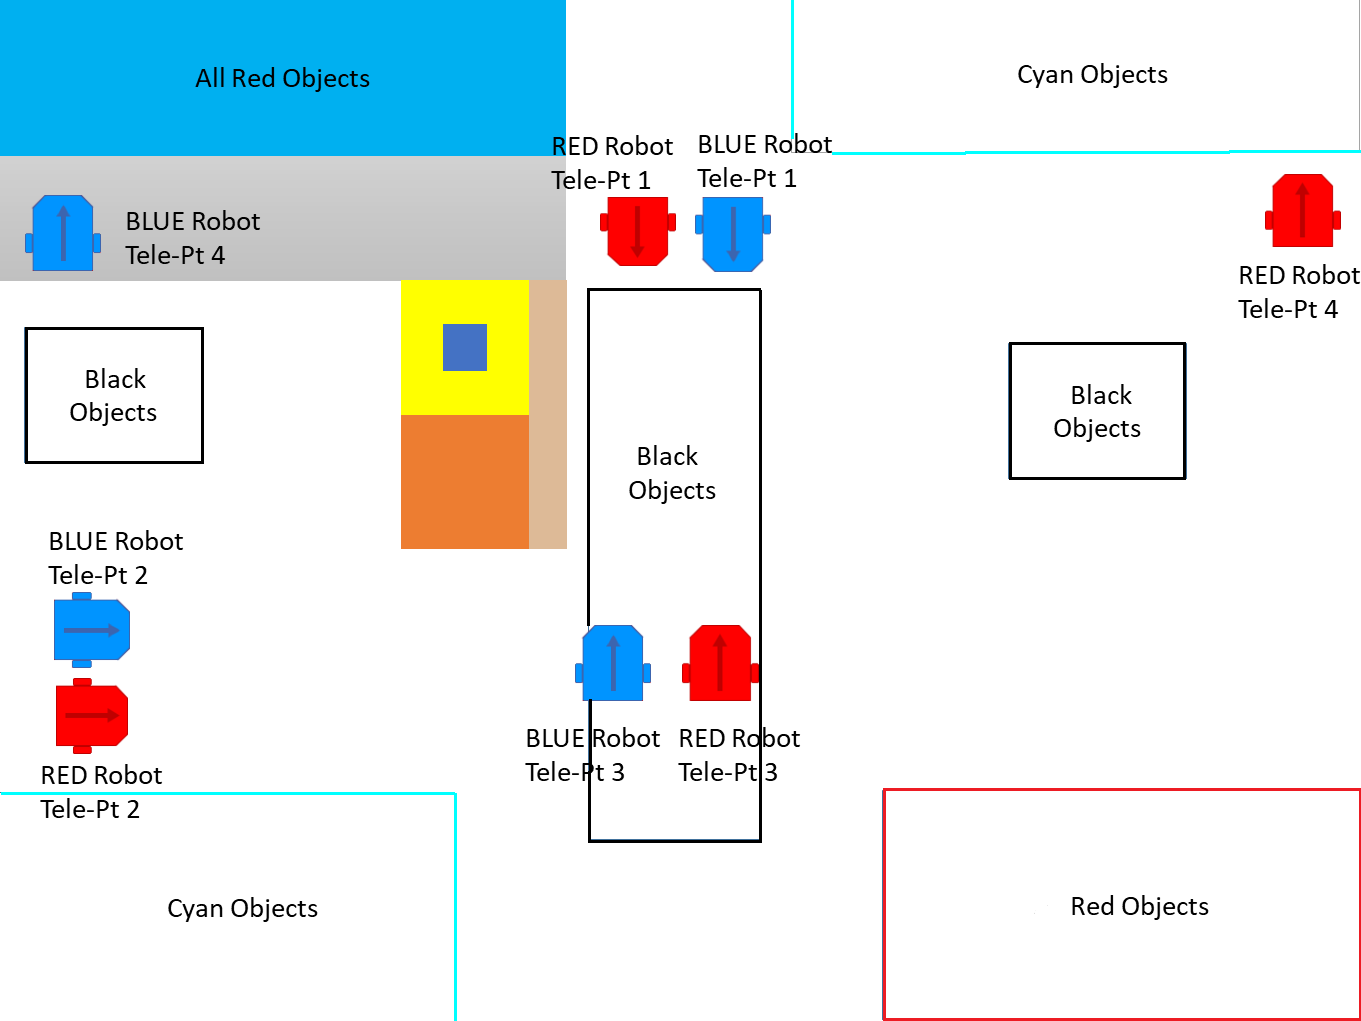 All Red Objects
Cyan Objects
RED Robot
Tele-Pt 1
BLUE Robot
Tele-Pt 1
BLUE Robot
Tele-Pt 4
RED Robot
Tele-Pt 4
Black
Objects
Black
Objects
Black
Objects
BLUE Robot
Tele-Pt 2
RED Robot
Tele-Pt 2
BLUE Robot
Tele-Pt 3
RED Robot
Tele-Pt 3
Cyan Objects
Red Objects